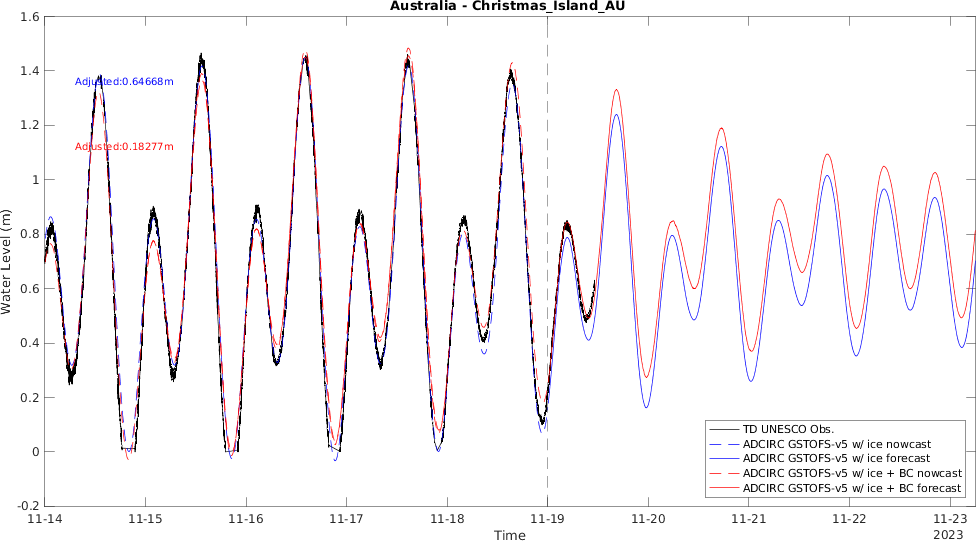 Australia - Christmas_Island_AU
1.6
1.4
1.2
1
0.8
0.6
0.4
0.2
0
-0.2
Water Level (m)
Adjusted:0.64668m
Adjusted:0.18277m
TD UNESCO Obs.
ADCIRC GSTOFS-v5 w/ ice nowcast
ADCIRC GSTOFS-v5 w/ ice forecast
ADCIRC GSTOFS-v5 w/ ice + BC nowcast
ADCIRC GSTOFS-v5 w/ ice + BC forecast
11-14 11-15 11-16 11-17 11-18 11-19 11-20 11-21 11-22 11-23
Time
2023